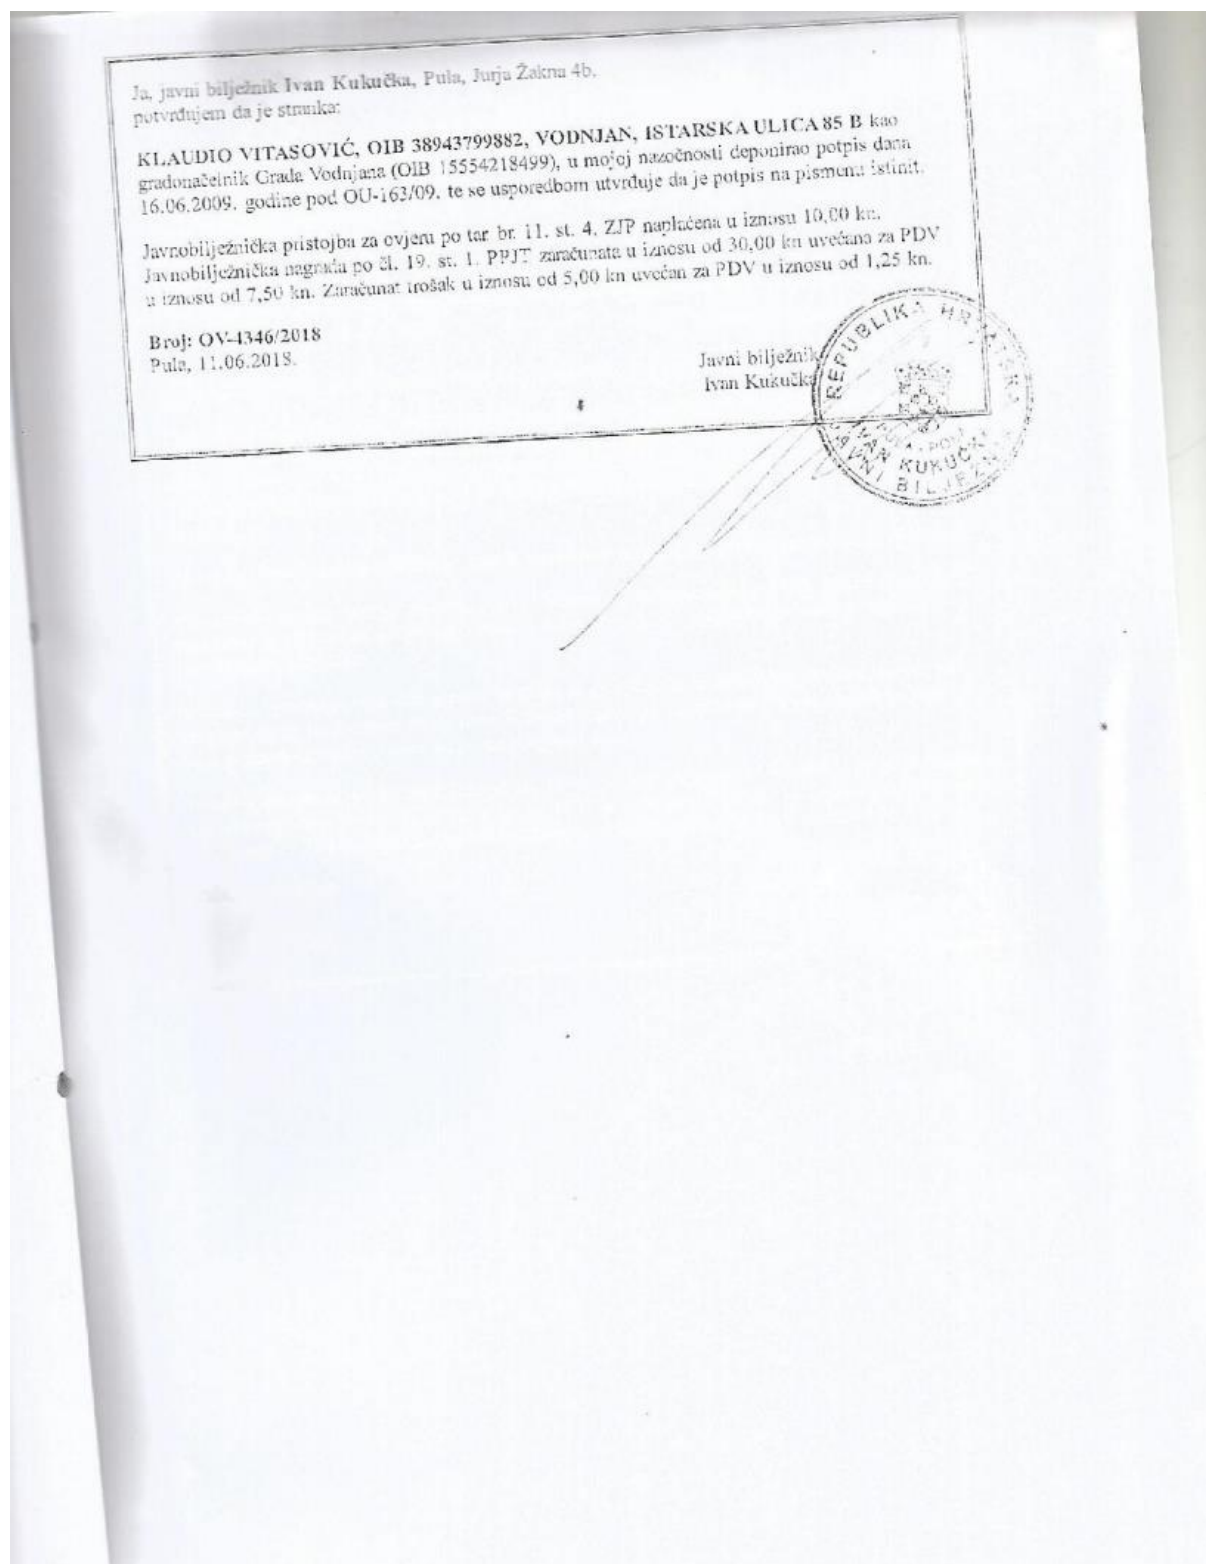 Ja, javni bilježnik Ivan Kukučka, Pula, Jurja Žakna 4b,
potvrđujem da je stranka:
KLAUDIO VITASOVIĆ, OIB 38943799882, VODNJAN, ISTARSKA ULICA 85 B kao
gradonačelnik Grada Vodnjana (OIB 15554218499), u mojoj nazočnosti deponirao potpis dana
16.06.2009. godine pod OU-163/09. te se usporedbom utvrđuje da je potpis na pismenu istinit.
Javnobilježnička pristojba za ovjeru po tar. br. 11. st. 4. ZJP naplaćena u iznosu 10,00 kn.
Javnobilježnička nagrada po čl. 19. st. 1. PPJT zaračunata u iznosu od 30,00 kn uvećana za PDV
u iznosu od 7,50 kn. Zaračunat trošak u iznosu od 5,00 kn uvećan za PDV u iznosu od 1,25 kn.
Broj: OV-4346/2018
Pula, 11.06.2018.
Javni bilježnik
Ivan Kukučka
REPUBLIKA HRVATSKA
PULA - POLA
IVAN KUKUČKA
JAVNI BILJEŽNIK